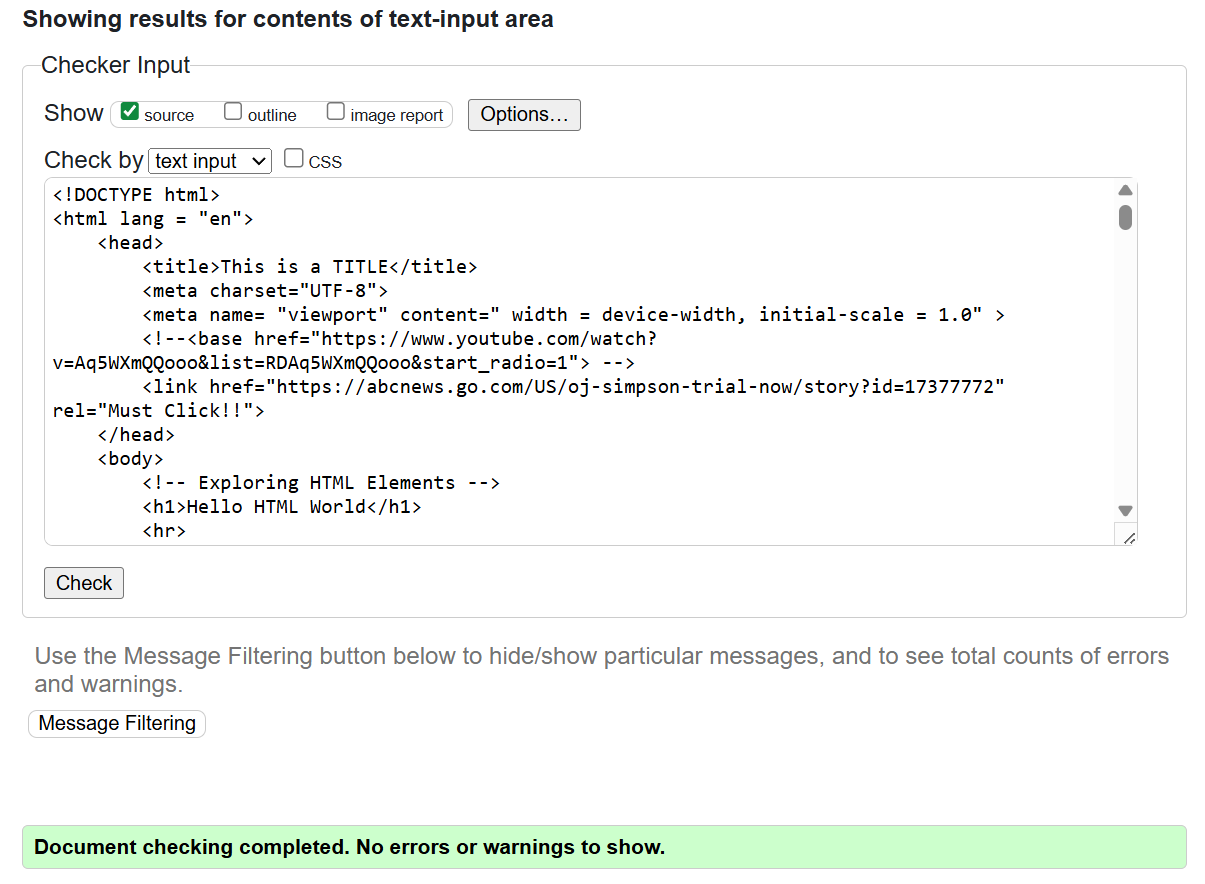 Showing results for contents of text-input area
Checker Input
Show source outline image report Options...
Check by text input CSS
<!DOCTYPE html>
<html lang = "en">
    <head>
        <title>This is a TITLE</title>
        <meta charset="UTF-8">
        <meta name= "viewport" content=" width = device-width, initial-scale = 1.0" >
        <!--<base href="https://www.youtube.com/watch?
v=Aq5WXmQQooo&list=RDAq5WXmQQooo&start_radio=1"> -->
        <link href="https://abcnews.go.com/US/oj-simpson-trial-now/story?id=17377772"
rel="Must Click!!">
    </head>
    <body>
        <!-- Exploring HTML Elements -->
        <h1>Hello HTML World</h1>
        <hr>
Check
Use the Message Filtering button below to hide/show particular messages, and to see total counts of errors
and warnings.
Message Filtering
Document checking completed. No errors or warnings to show.